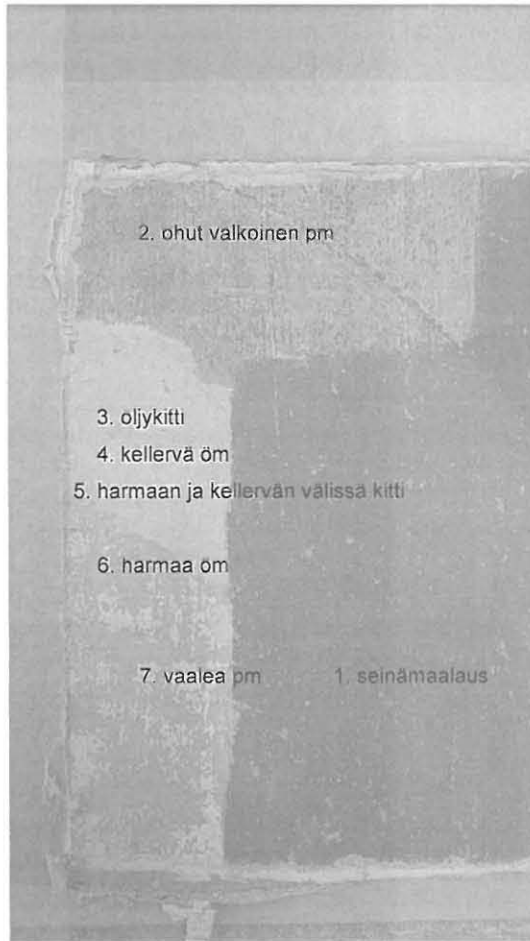 2. ohut valkoinen pm
3. öljykitti
4. kellervä öm
5. harmaan ja kellervän välissä kitti
6. harmaa öm
7. vaalea pm
1. seinämaalaus